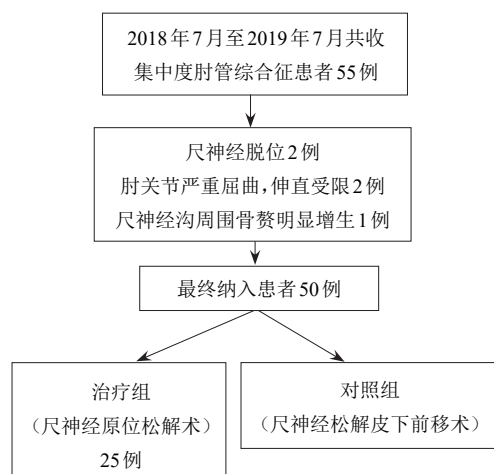 2018年7月至2019年7月共收
集中度肘管综合征患者55例
尺神经脱位2例
肘关节严重屈曲,伸直受限2例
尺神经沟周围骨赘明显增生1例
最终纳入患者50例
治疗组
（尺神经原位松解术）
25例
对照组
（尺神经松解皮下前移术）